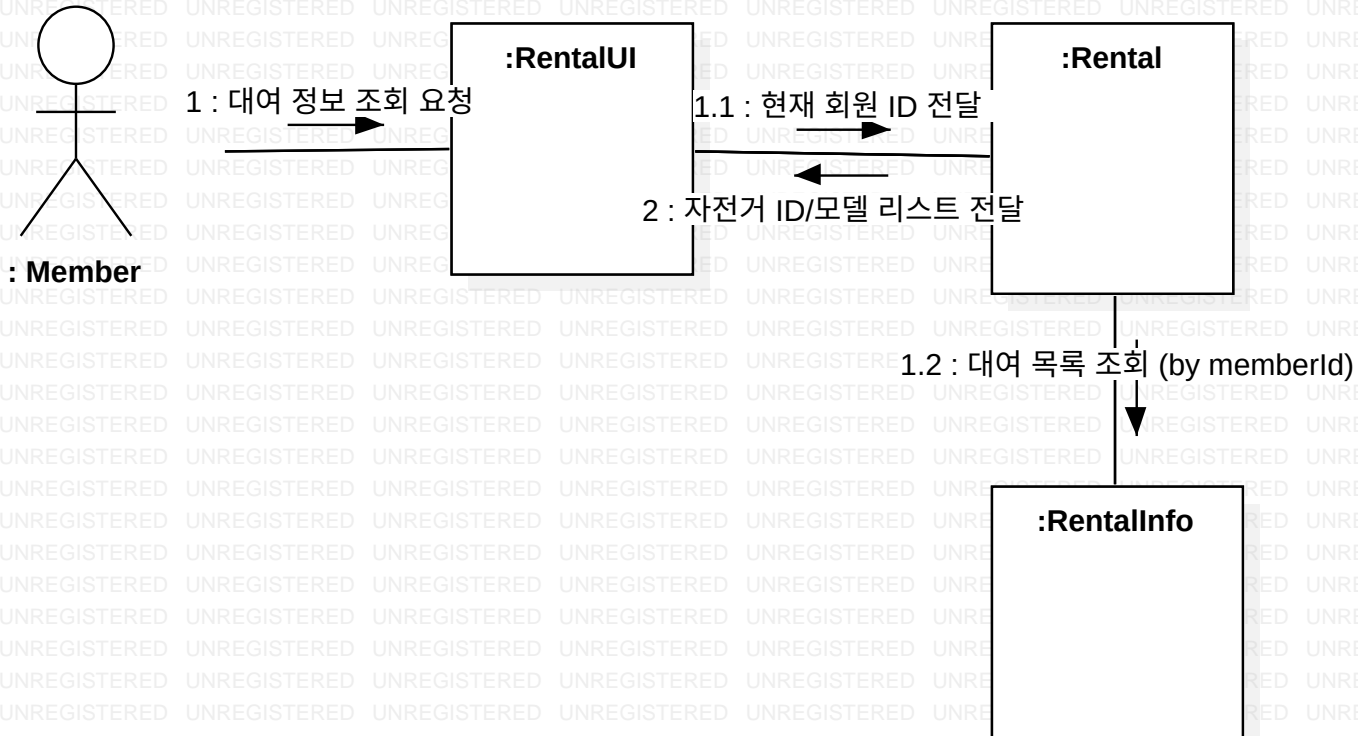 :RentalUI
:Rental
1 : 대여 정보 조회 요청
1.1 : 현재 회원 ID 전달
2 : 자전거 ID/모델 리스트 전달
: Member
1.2 : 대여 목록 조회 (by memberId)
:RentalInfo
UNREGISTERED